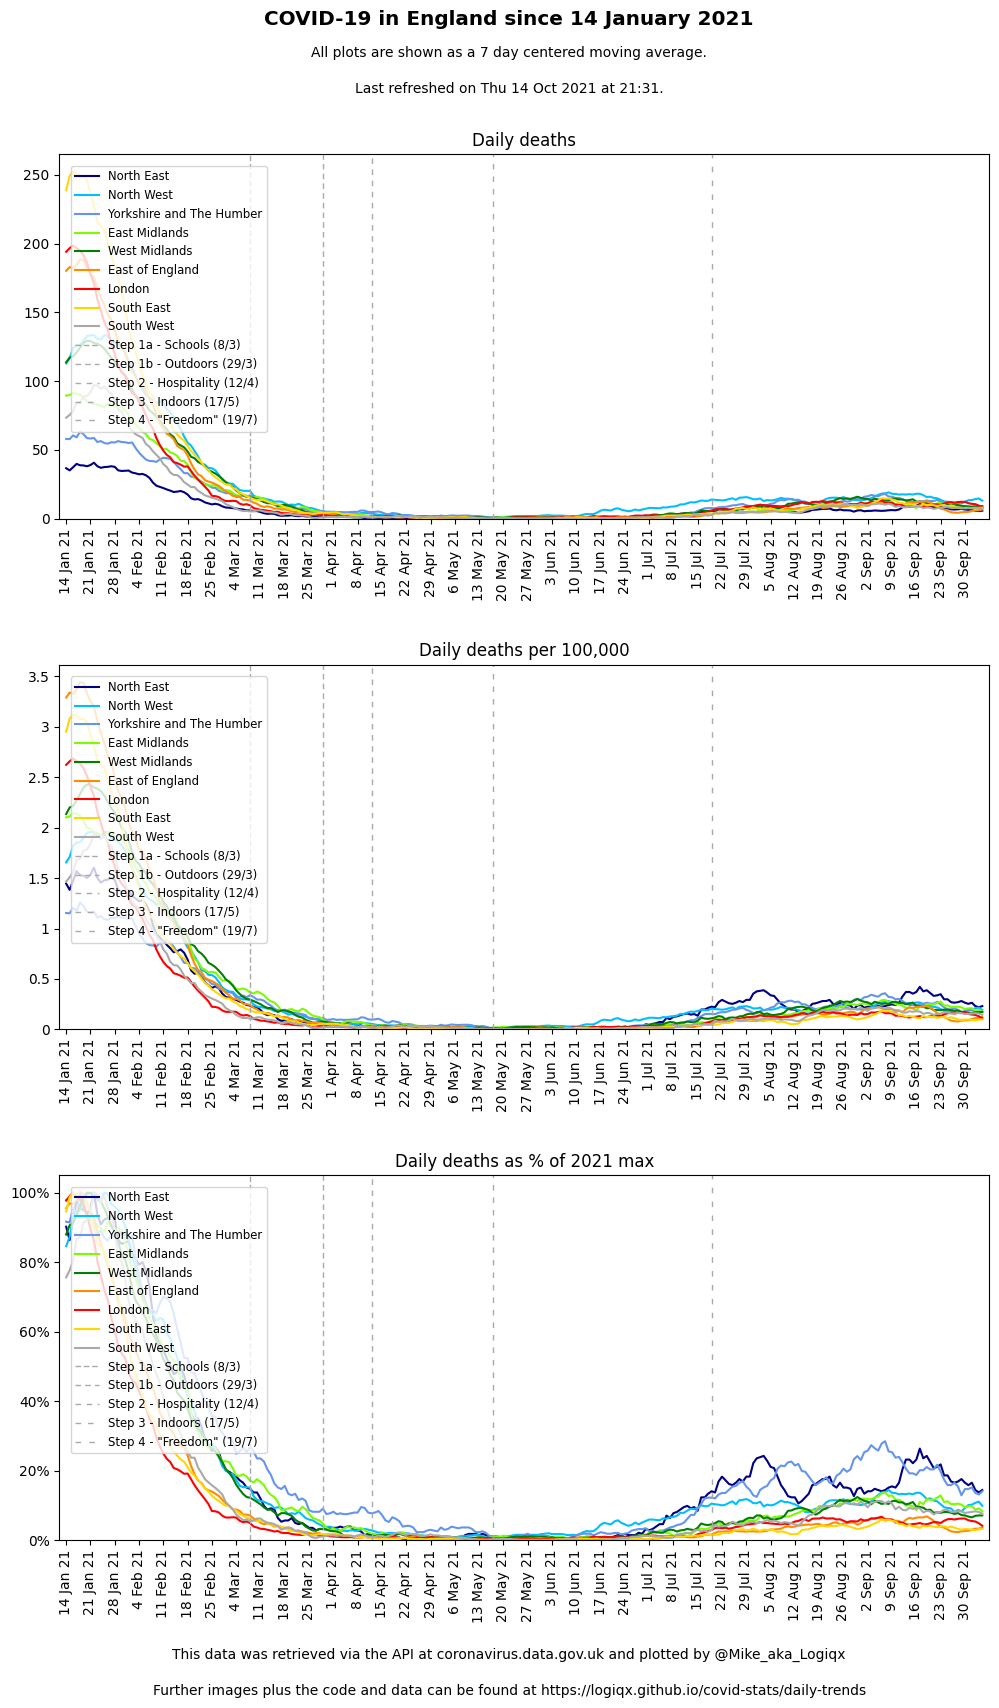 COVID-19 in England since 14 January 2021
All plots are shown as a 7 day centered moving average.
Last refreshed on Thu 14 Oct 2021 at 21:31.
Daily deaths
250
200
150
100
50
0
North East
North West
Yorkshire and The Humber
East Midlands
West Midlands
East of England
London
South East
South West
Step 1a - Schools (8/3)
Step 1b - Outdoors (29/3)
Step 2 - Hospitality (12/4)
Step 3 - Indoors (17/5)
Step 4 - "Freedom" (19/7)
14 Jan 21
21 Jan 21
28 Jan 21
4 Feb 21
11 Feb 21
18 Feb 21
25 Feb 21
4 Mar 21
11 Mar 21
18 Mar 21
25 Mar 21
1 Apr 21
8 Apr 21
15 Apr 21
22 Apr 21
29 Apr 21
6 May 21
13 May 21
20 May 21
27 May 21
3 Jun 21
10 Jun 21
17 Jun 21
24 Jun 21
1 Jul 21
8 Jul 21
15 Jul 21
22 Jul 21
29 Jul 21
5 Aug 21
12 Aug 21
19 Aug 21
26 Aug 21
2 Sep 21
9 Sep 21
16 Sep 21
23 Sep 21
30 Sep 21
Daily deaths per 100,000
3.5
3
2.5
2
1.5
1
0.5
0
North East
North West
Yorkshire and The Humber
East Midlands
West Midlands
East of England
London
South East
South West
Step 1a - Schools (8/3)
Step 1b - Outdoors (29/3)
Step 2 - Hospitality (12/4)
Step 3 - Indoors (17/5)
Step 4 - "Freedom" (19/7)
14 Jan 21
21 Jan 21
28 Jan 21
4 Feb 21
11 Feb 21
18 Feb 21
25 Feb 21
4 Mar 21
11 Mar 21
18 Mar 21
25 Mar 21
1 Apr 21
8 Apr 21
15 Apr 21
22 Apr 21
29 Apr 21
6 May 21
13 May 21
20 May 21
27 May 21
3 Jun 21
10 Jun 21
17 Jun 21
24 Jun 21
1 Jul 21
8 Jul 21
15 Jul 21
22 Jul 21
29 Jul 21
5 Aug 21
12 Aug 21
19 Aug 21
26 Aug 21
2 Sep 21
9 Sep 21
16 Sep 21
23 Sep 21
30 Sep 21
Daily deaths as % of 2021 max
100%
80%
60%
40%
20%
0%
North East
North West
Yorkshire and The Humber
East Midlands
West Midlands
East of England
London
South East
South West
Step 1a - Schools (8/3)
Step 1b - Outdoors (29/3)
Step 2 - Hospitality (12/4)
Step 3 - Indoors (17/5)
Step 4 - "Freedom" (19/7)
14 Jan 21
21 Jan 21
28 Jan 21
4 Feb 21
11 Feb 21
18 Feb 21
25 Feb 21
4 Mar 21
11 Mar 21
18 Mar 21
25 Mar 21
1 Apr 21
8 Apr 21
15 Apr 21
22 Apr 21
29 Apr 21
6 May 21
13 May 21
20 May 21
27 May 21
3 Jun 21
10 Jun 21
17 Jun 21
24 Jun 21
1 Jul 21
8 Jul 21
15 Jul 21
22 Jul 21
29 Jul 21
5 Aug 21
12 Aug 21
19 Aug 21
26 Aug 21
2 Sep 21
9 Sep 21
16 Sep 21
23 Sep 21
30 Sep 21
This data was retrieved via the API at coronavirus.data.gov.uk and plotted by @Mike_aka_Logiqx
Further images plus the code and data can be found at https://logiqx.github.io/covid-stats/daily-trends